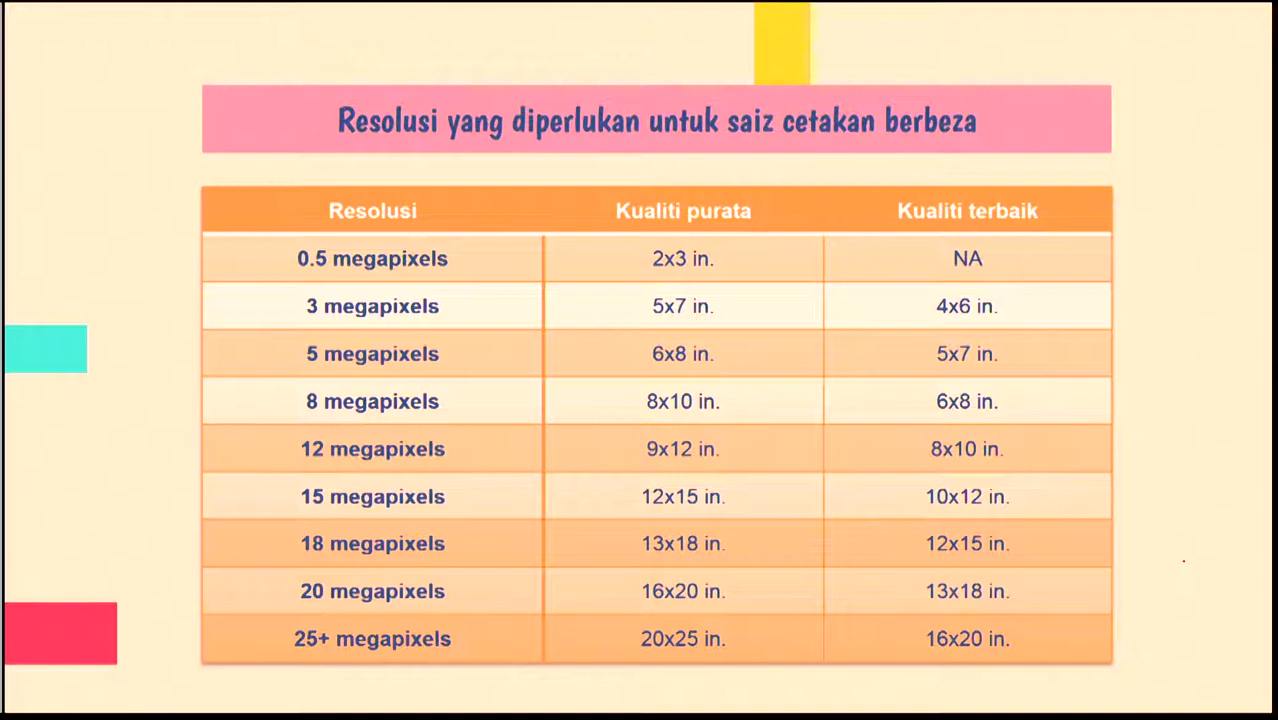 Resolusi yang diperlukan untuk saiz cetakan berbeza
Resolusi Kualiti purata Kualiti terbaik
0.5 megapixels 2x3 in. NA
3 megapixels 5x7 in. 4x6 in.
5 megapixels 6x8 in. 5x7 in.
8 megapixels 8x10 in. 6x8 in.
12 megapixels 9x12 in. 8x10 in.
15 megapixels 12x15 in. 10x12 in.
18 megapixels 13x18 in. 12x15 in.
20 megapixels 16x20 in. 13x18 in.
25+ megapixels 20x25 in. 16x20 in.